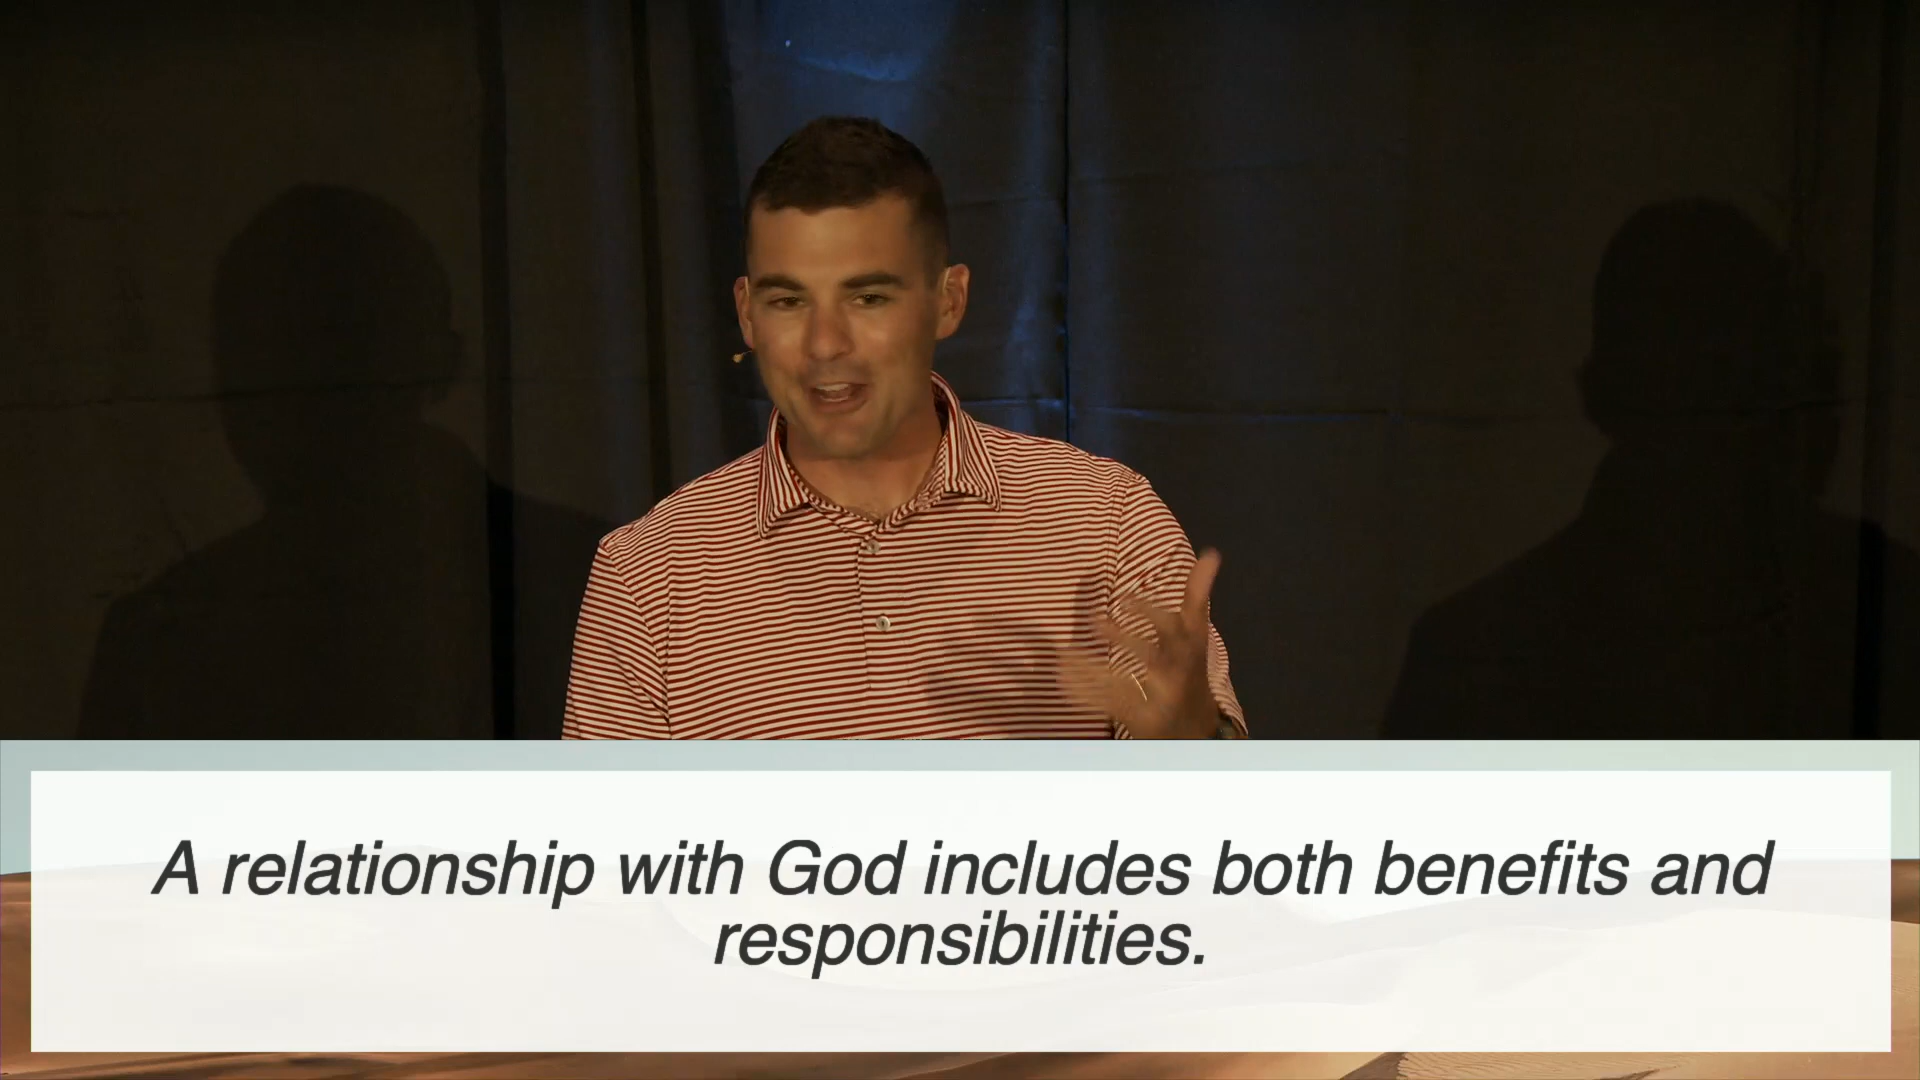 A relationship with God includes both benefits and
responsibilities.